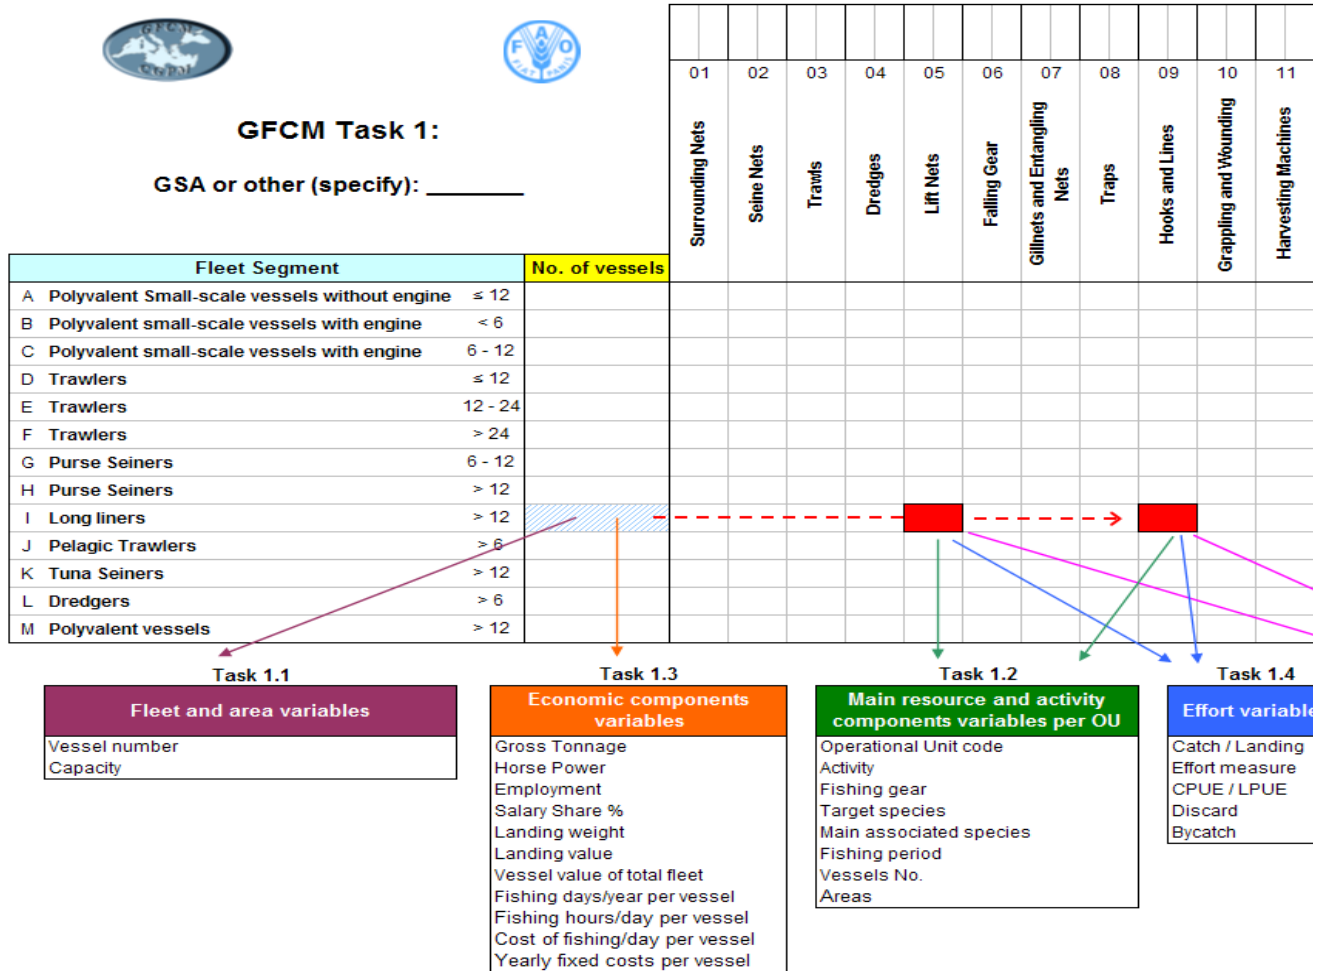 GFCM
CGPM
F A O
FIAT PANIS
GFCM Task 1:
GSA or other (specify): _______
01 02 03 04 05 06 07 08 09 10 11
Surrounding Nets
Seine Nets
Trawls
Dredges
Lift Nets
Falling Gear
Gillnets and Entangling
Nets
Traps
Hooks and Lines
Grappling and Wounding
Harvesting Machines
Fleet Segment No. of vessels
A Polyvalent Small-scale vessels without engine ≤ 12
B Polyvalent small-scale vessels with engine < 6
C Polyvalent small-scale vessels with engine 6 - 12
D Trawlers ≤ 12
E Trawlers 12 - 24
F Trawlers > 24
G Purse Seiners 6 - 12
H Purse Seiners > 12
I Long liners > 12
J Pelagic Trawlers > 6
K Tuna Seiners > 12
L Dredgers > 6
M Polyvalent vessels > 12
Task 1.1
Fleet and area variables
Vessel number
Capacity
Task 1.3
Economic components
variables
Gross Tonnage
Horse Power
Employment
Salary Share %
Landing weight
Landing value
Vessel value of total fleet
Fishing days/year per vessel
Fishing hours/day per vessel
Cost of fishing/day per vessel
Yearly fixed costs per vessel
Task 1.2
Main resource and activity
components variables per OU
Operational Unit code
Activity
Fishing gear
Target species
Main associated species
Fishing period
Vessels No.
Areas
Task 1.4
Effort variable
Catch / Landing
Effort measure
CPUE / LPUE
Discard
Bycatch